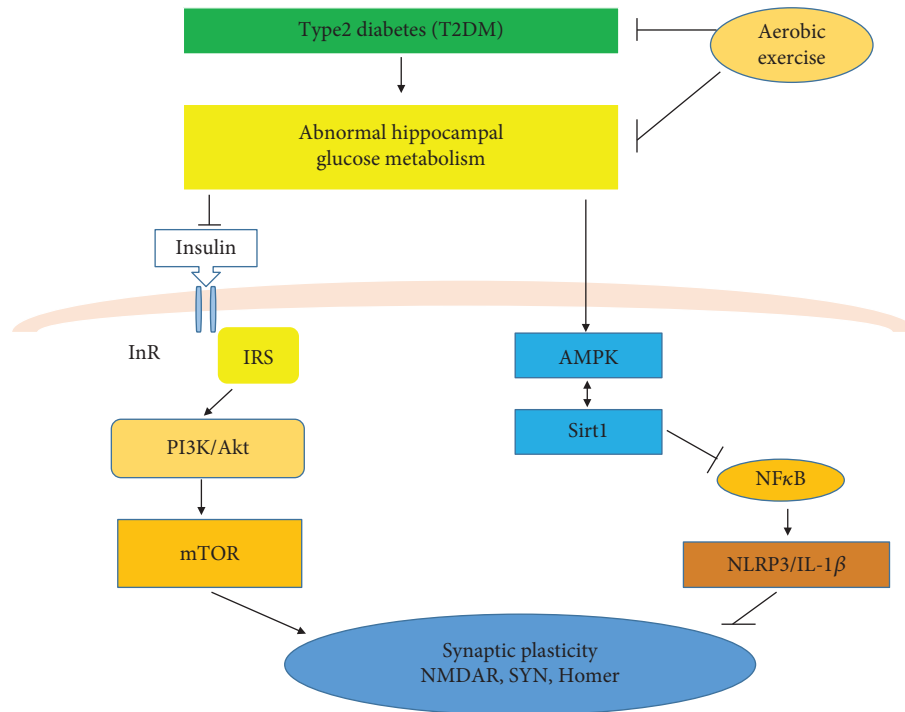 Type2 diabetes (T2DM)
Aerobic
exercise
Abnormal hippocampal
glucose metabolism
Insulin
InR
IRS
AMPK
PI3K/Akt
Sirt1
NFκB
mTOR
NLRP3/IL-1β
Synaptic plasticity
NMDAR, SYN, Homer